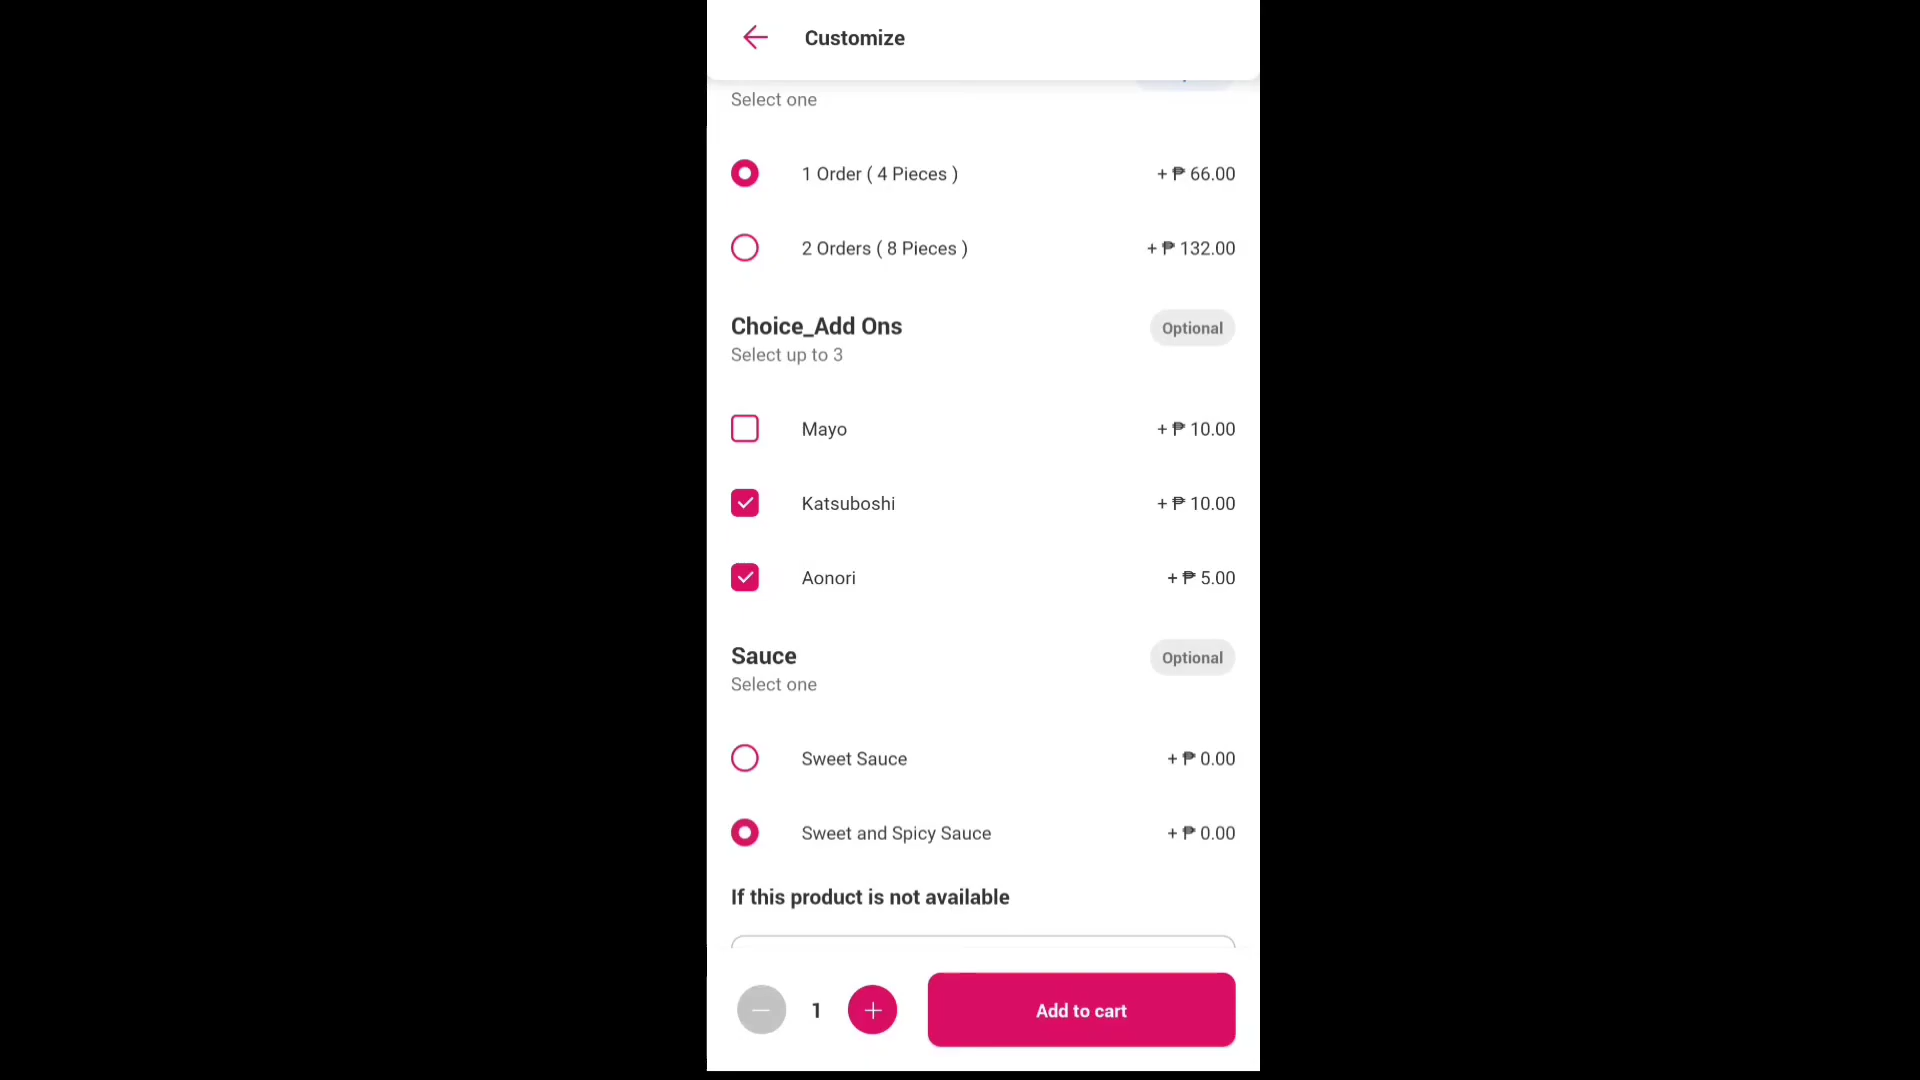 Customize
Select one
1 Order ( 4 Pieces ) + ₱ 66.00
2 Orders ( 8 Pieces ) + ₱ 132.00
Choice_Add Ons Optional
Select up to 3
Mayo + ₱ 10.00
Katsuboshi + ₱ 10.00
Aonori + ₱ 5.00
Sauce Optional
Select one
Sweet Sauce + ₱ 0.00
Sweet and Spicy Sauce + ₱ 0.00
If this product is not available
1 Add to cart